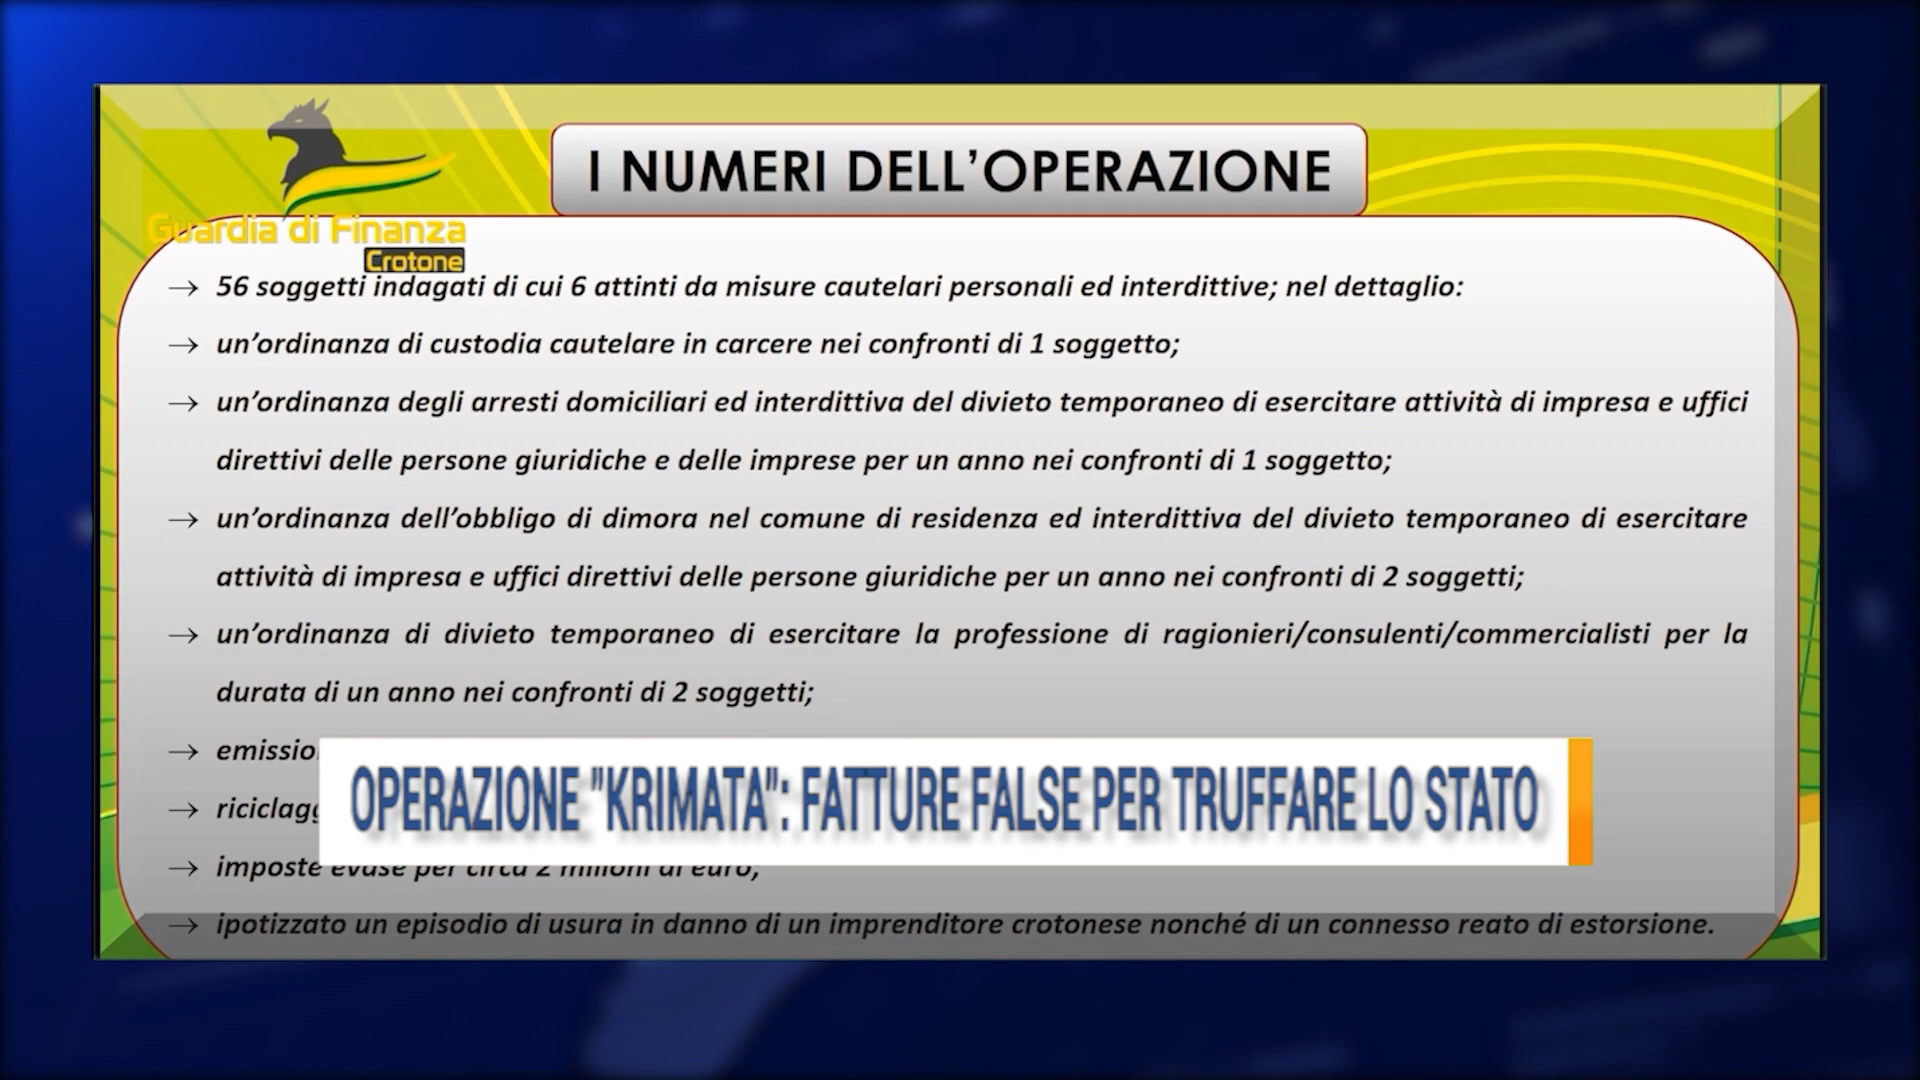 I NUMERI DELL'OPERAZIONE
Guardia di Finanza
Crotone
→ 56 soggetti indagati di cui 6 attinti da misure cautelari personali ed interdittive; nel dettaglio:
→ un'ordinanza di custodia cautelare in carcere nei confronti di 1 soggetto;
→ un'ordinanza degli arresti domiciliari ed interdittiva del divieto temporaneo di esercitare attività di impresa e uffici
direttivi delle persone giuridiche e delle imprese per un anno nei confronti di 1 soggetto;
→ un'ordinanza dell'obbligo di dimora nel comune di residenza ed interdittiva del divieto temporaneo di esercitare
attività di impresa e uffici direttivi delle persone giuridiche per un anno nei confronti di 2 soggetti;
→ un'ordinanza di divieto temporaneo di esercitare la professione di ragionieri/consulenti/commercialisti per la
durata di un anno nei confronti di 2 soggetti;
→
→
OPERAZIONE "KRIMATA": FATTURE FALSE PER TRUFFARE LO STATO
→ imposte evase per circa 2 milioni di euro;
→ ipotizzato un episodio di usura in danno di un imprenditore crotonese nonché di un connesso reato di estorsione.